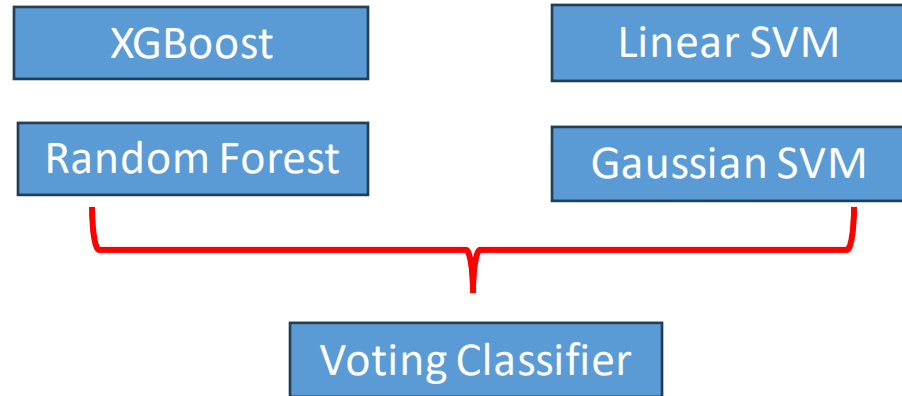 XGBoost
Linear SVM
Random Forest
Gaussian SVM
Voting Classifier